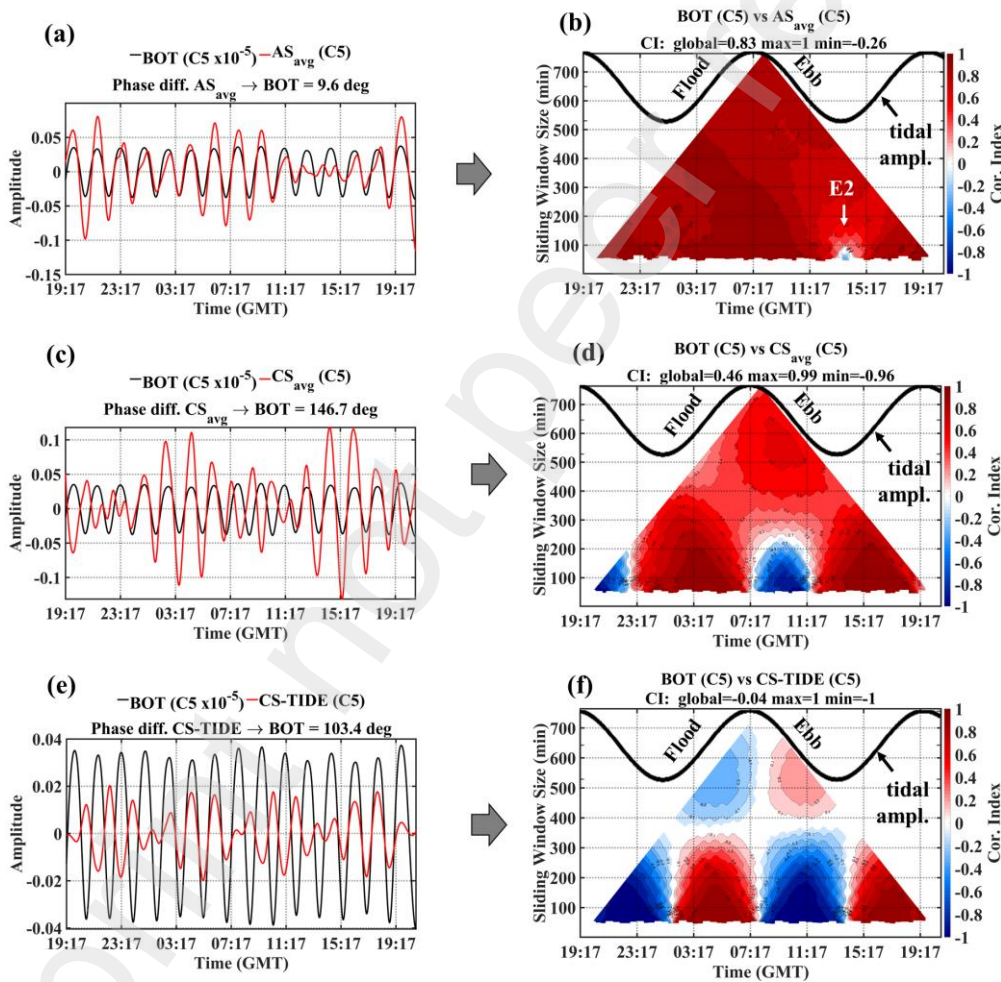 (a)
BOT (C5 x10⁻⁵) AS_avg (C5)
Phase diff. AS_avg → BOT = 9.6 deg
Amplitude
0.05
0
-0.05
-0.1
-0.15
19:17 23:17 03:17 07:17 11:17 15:17 19:17
Time (GMT)
(b)
BOT (C5) vs AS_avg (C5)
CI: global=0.83 max=1 min=-0.26
Sliding Window Size (min)
700
600
500
400
300
200
100
Flood
Ebb
tidal
ampl.
E2
19:17 23:17 03:17 07:17 11:17 15:17 19:17
Time (GMT)
1
0.8
0.6
0.4
0.2
0
-0.2
-0.4
-0.6
-0.8
-1
Cor. Index
(c)
BOT (C5 x10⁻⁵) CS_avg (C5)
Phase diff. CS_avg → BOT = 146.7 deg
Amplitude
0.1
0.05
0
-0.05
-0.1
19:17 23:17 03:17 07:17 11:17 15:17 19:17
Time (GMT)
(d)
BOT (C5) vs CS_avg (C5)
CI: global=0.46 max=0.99 min=-0.96
Sliding Window Size (min)
700
600
500
400
300
200
100
Flood
Ebb
tidal
ampl.
19:17 23:17 03:17 07:17 11:17 15:17 19:17
Time (GMT)
1
0.8
0.6
0.4
0.2
0
-0.2
-0.4
-0.6
-0.8
-1
Cor. Index
(e)
BOT (C5 x10⁻⁵) CS-TIDE (C5)
Phase diff. CS-TIDE → BOT = 103.4 deg
Amplitude
0.04
0.02
0
-0.02
-0.04
19:17 23:17 03:17 07:17 11:17 15:17 19:17
Time (GMT)
(f)
BOT (C5) vs CS-TIDE (C5)
CI: global=-0.04 max=1 min=-1
Sliding Window Size (min)
700
600
500
400
300
200
100
Flood
Ebb
tidal
ampl.
19:17 23:17 03:17 07:17 11:17 15:17 19:17
Time (GMT)
1
0.8
0.6
0.4
0.2
0
-0.2
-0.4
-0.6
-0.8
-1
Cor. Index
print not peer re